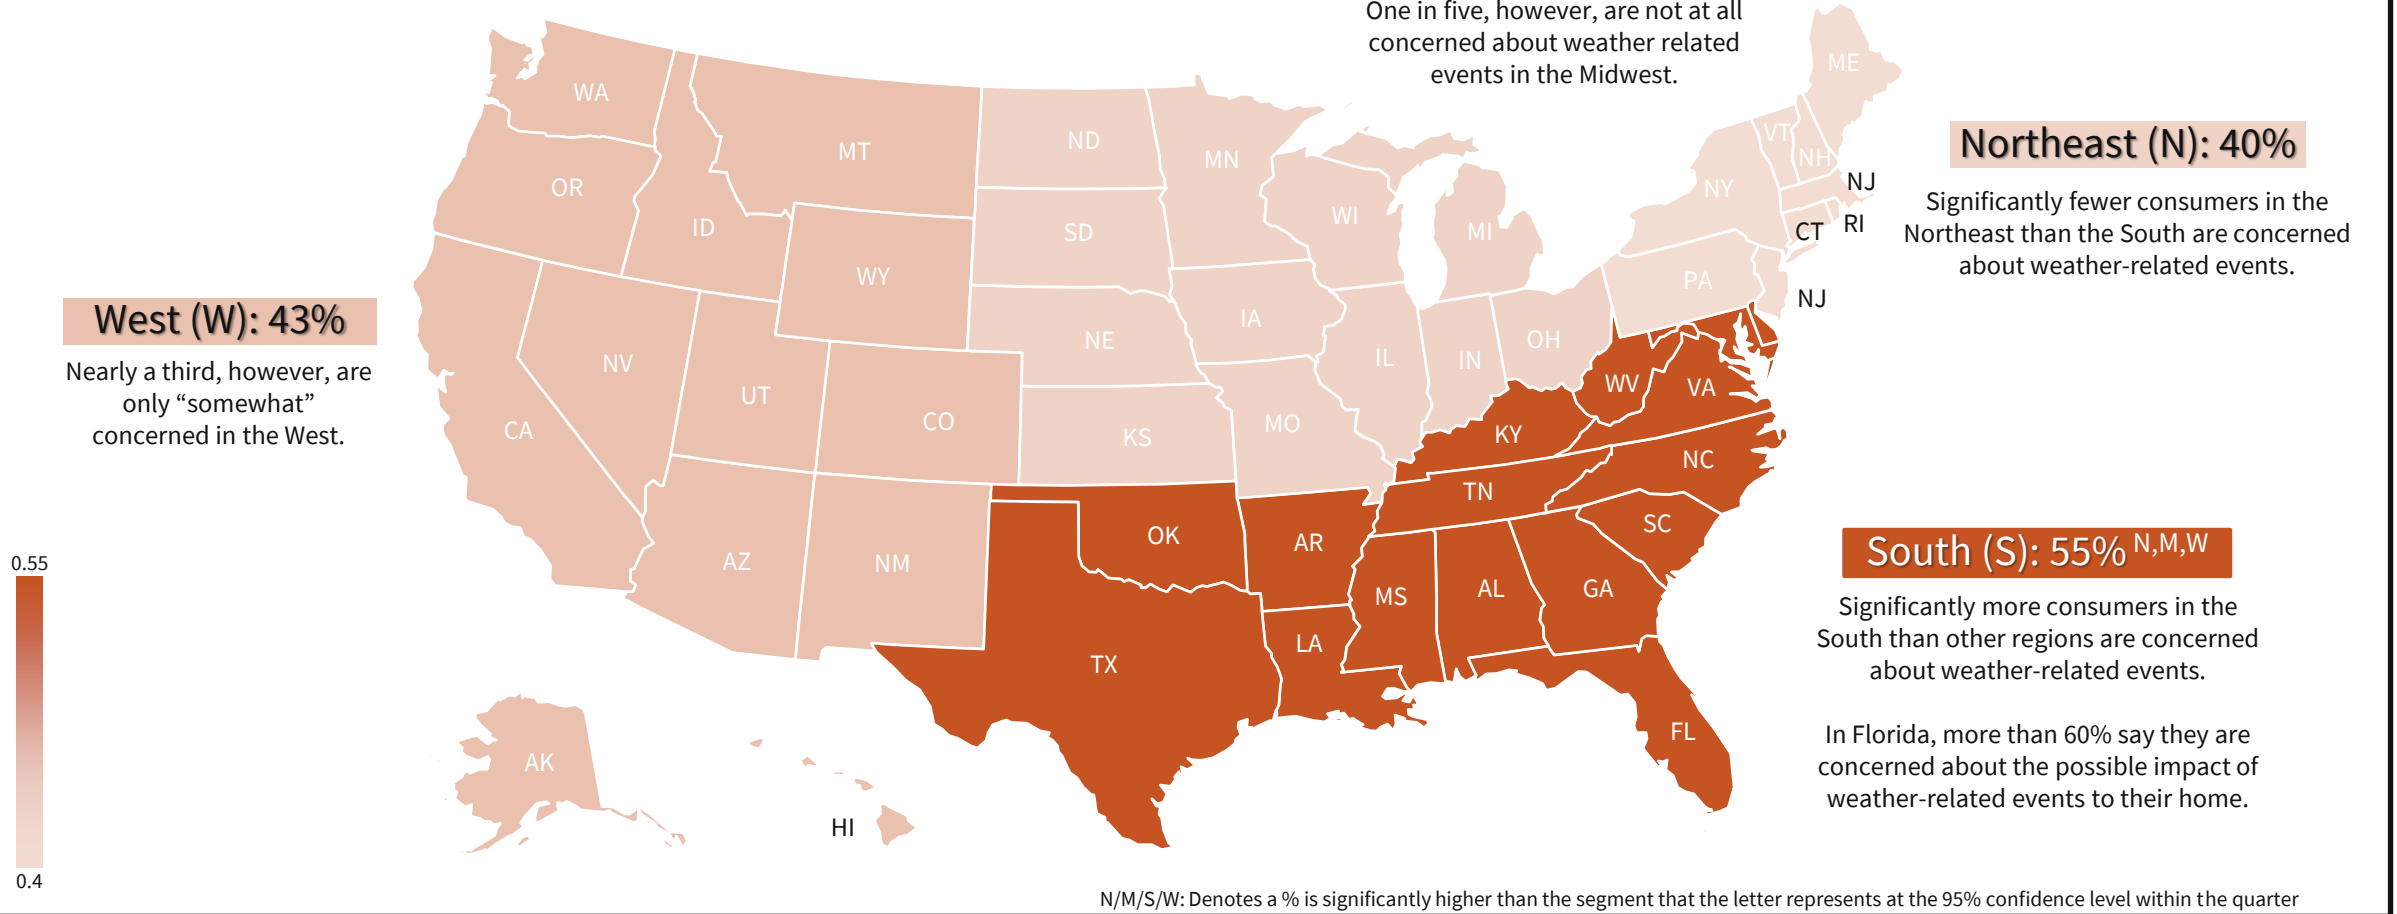 One in five, however, are not at all
concerned about weather related
events in the Midwest.
Northeast (N): 40%
Significantly fewer consumers in the
Northeast than the South are concerned
about weather-related events.
West (W): 43%
Nearly a third, however, are
only “somewhat”
concerned in the West.
South (S): 55% N,M,W
Significantly more consumers in the
South than other regions are concerned
about weather-related events.
In Florida, more than 60% say they are
concerned about the possible impact of
weather-related events to their home.
WA
OR
MT
ID
WY
CA
NV
UT
CO
AZ
NM
ND
SD
NE
KS
MN
IA
MO
WI
IL
IN
MI
OH
ME
VT
NH
NY
NJ
RI
CT
PA
NJ
WV
VA
KY
NC
TN
SC
OK
AR
MS
AL
GA
LA
TX
FL
AK
HI
0.55
0.4
N/M/S/W: Denotes a % is significantly higher than the segment that the letter represents at the 95% confidence level within the quarter